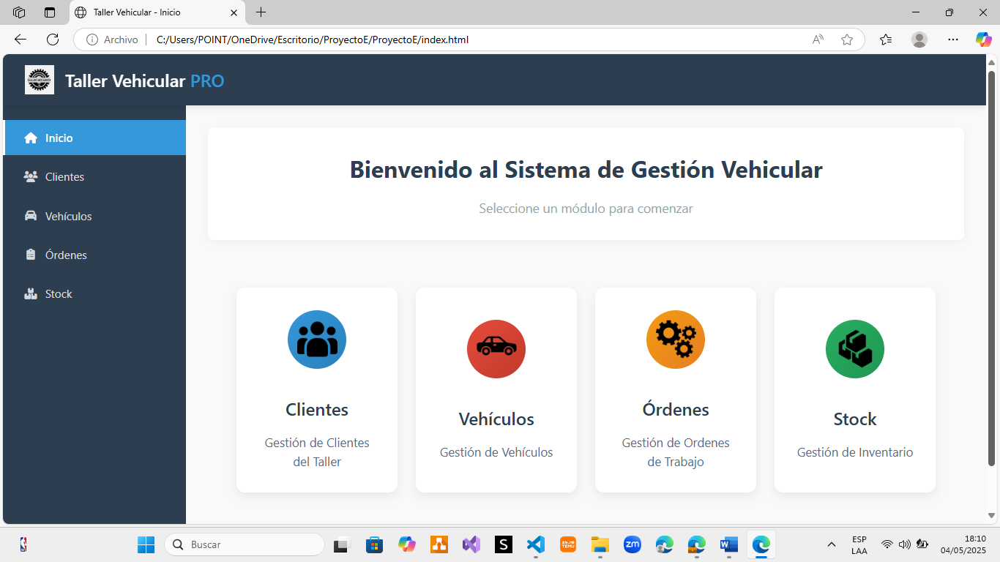 Taller Vehicular - Inicio
Archivo
C:/Users/POINT/OneDrive/Escritorio/ProyectoE/ProyectoE/index.html
Taller Vehicular PRO
Inicio
Clientes
Vehículos
Órdenes
Stock
Bienvenido al Sistema de Gestión Vehicular
Seleccione un módulo para comenzar
Clientes
Gestión de Clientes
del Taller
Vehículos
Gestión de Vehículos
Órdenes
Gestión de Ordenes
de Trabajo
Stock
Gestión de Inventario
Buscar
S
TEMU
zm
W
ESP
LAA
18:10
04/05/2025